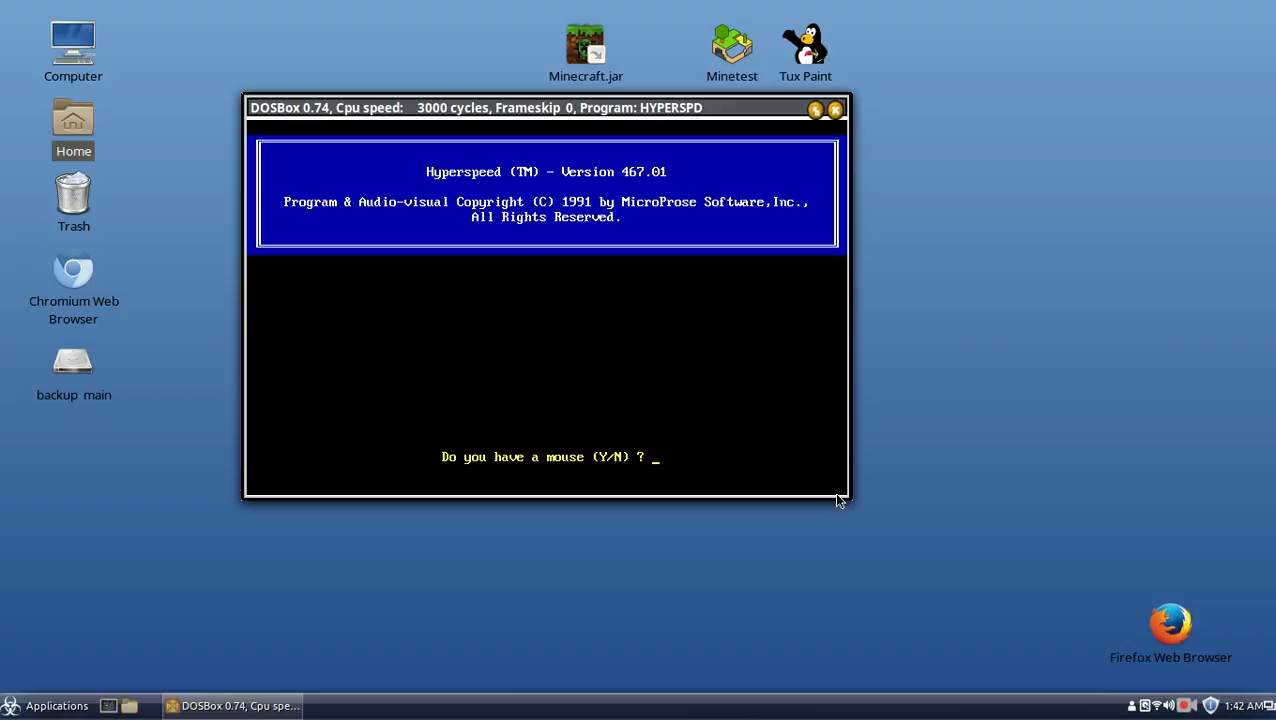 Computer
Minecraft.jar
Minetest
Tux Paint
DOSBox 0.74, Cpu speed: 3000 cycles, Frameskip 0, Program: HYPERSPD
Home
Hyperspeed (TM) - Version 467.01
Program & Audio-visual Copyright (C) 1991 by MicroProse Software,Inc.,
All Rights Reserved.
Trash
Chromium Web
Browser
backup main
Do you have a mouse (Y/N) ? _
Firefox Web Browser
Applications
DOSBox 0.74, Cpu spe...
1:42 AM